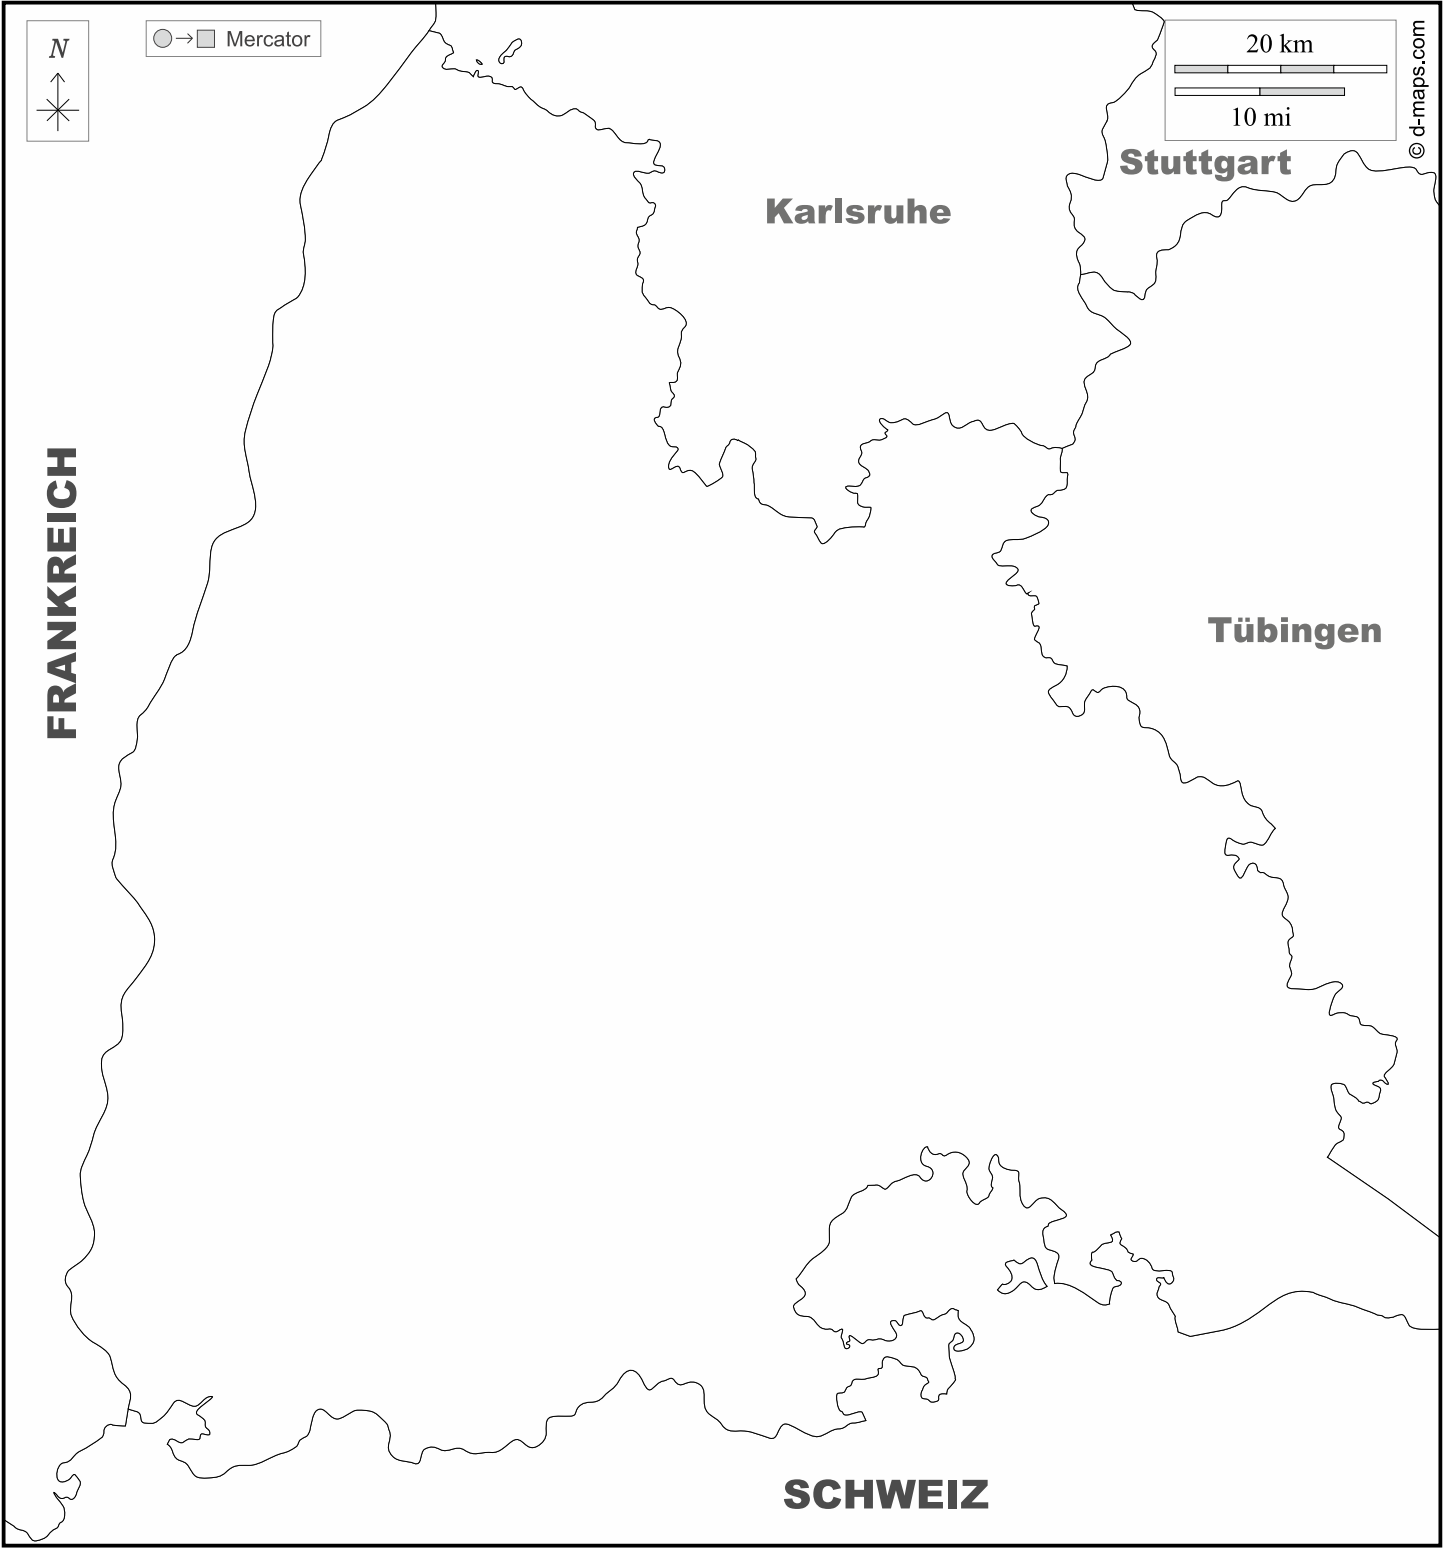 N
Mercator
20 km
10 mi
© d-maps.com
Stuttgart
Karlsruhe
FRANKREICH
Tübingen
SCHWEIZ